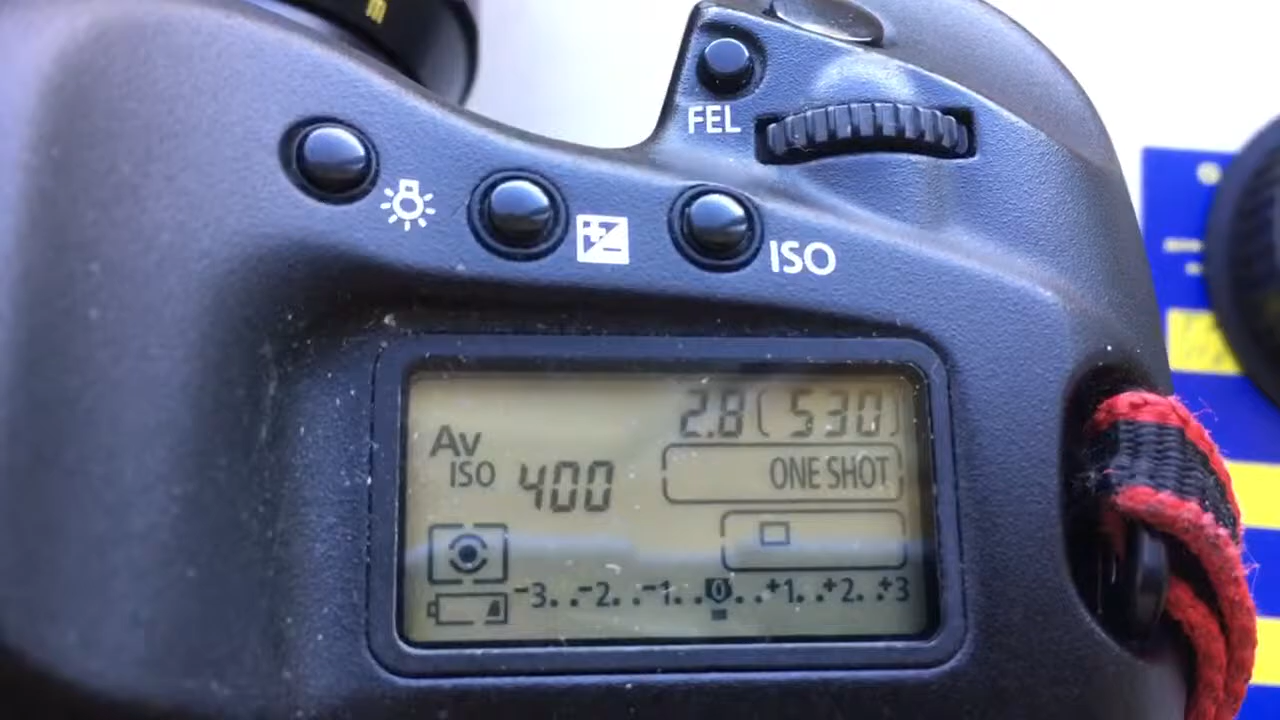 m
FEL
ISO
2.8 ( 530 )
Av
ISO 400
ONE SHOT
-3..-2..-1..0..+1..+2..+3